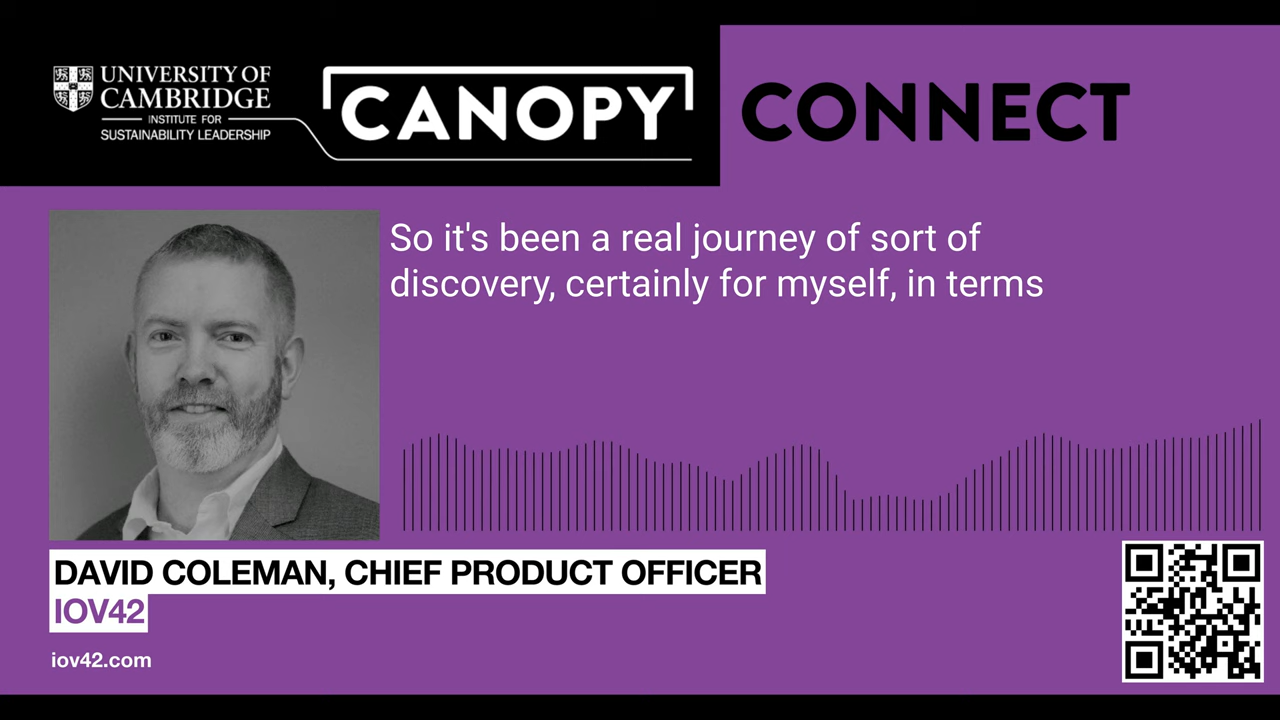 UNIVERSITY OF
CAMBRIDGE
INSTITUTE FOR
SUSTAINABILITY LEADERSHIP
CANOPY
CONNECT
So it's been a real journey of sort of
discovery, certainly for myself, in terms
DAVID COLEMAN, CHIEF PRODUCT OFFICER
IOV42
iov42.com